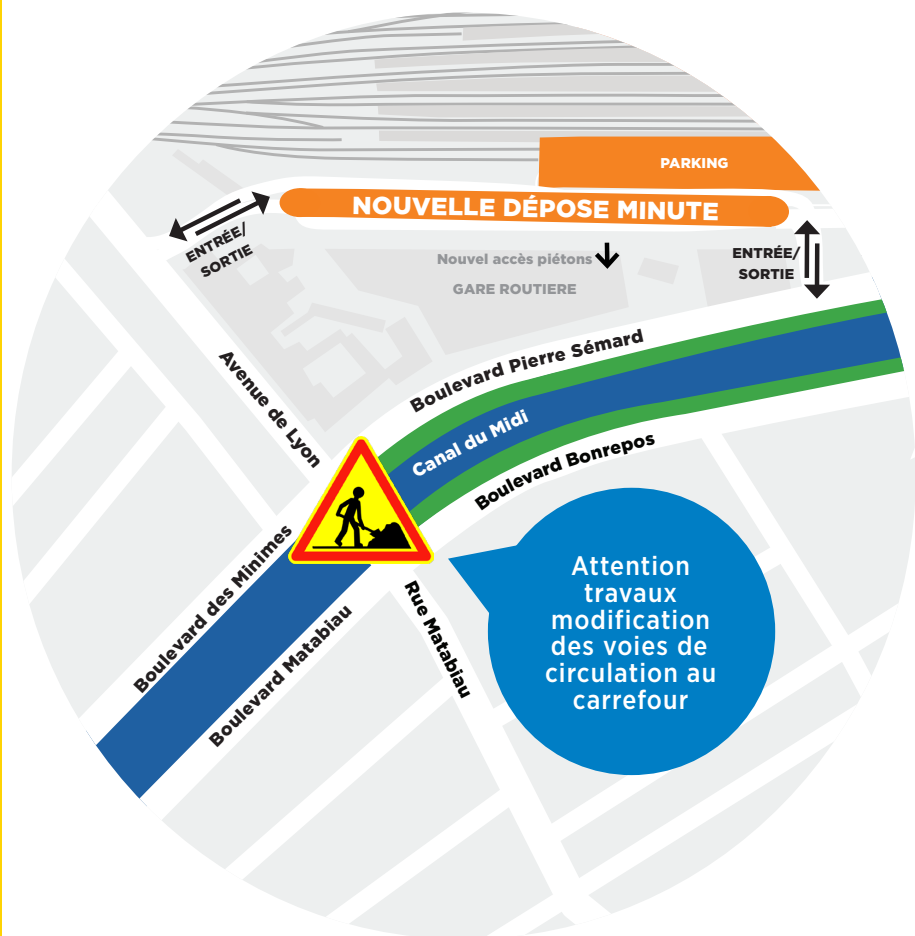 PARKING
NOUVELLE DÉPOSE MINUTE
ENTRÉE/
SORTIE
Nouvel accès piétons
GARE ROUTIERE
ENTRÉE/
SORTIE
Boulevard Pierre Sémard
Avenue de Lyon
Canal du Midi
Boulevard Bonrepos
Boulevard des Minimes
Boulevard Matabiau
Rue Matabiau
Attention
travaux
modification
des voies de
circulation au
carrefour